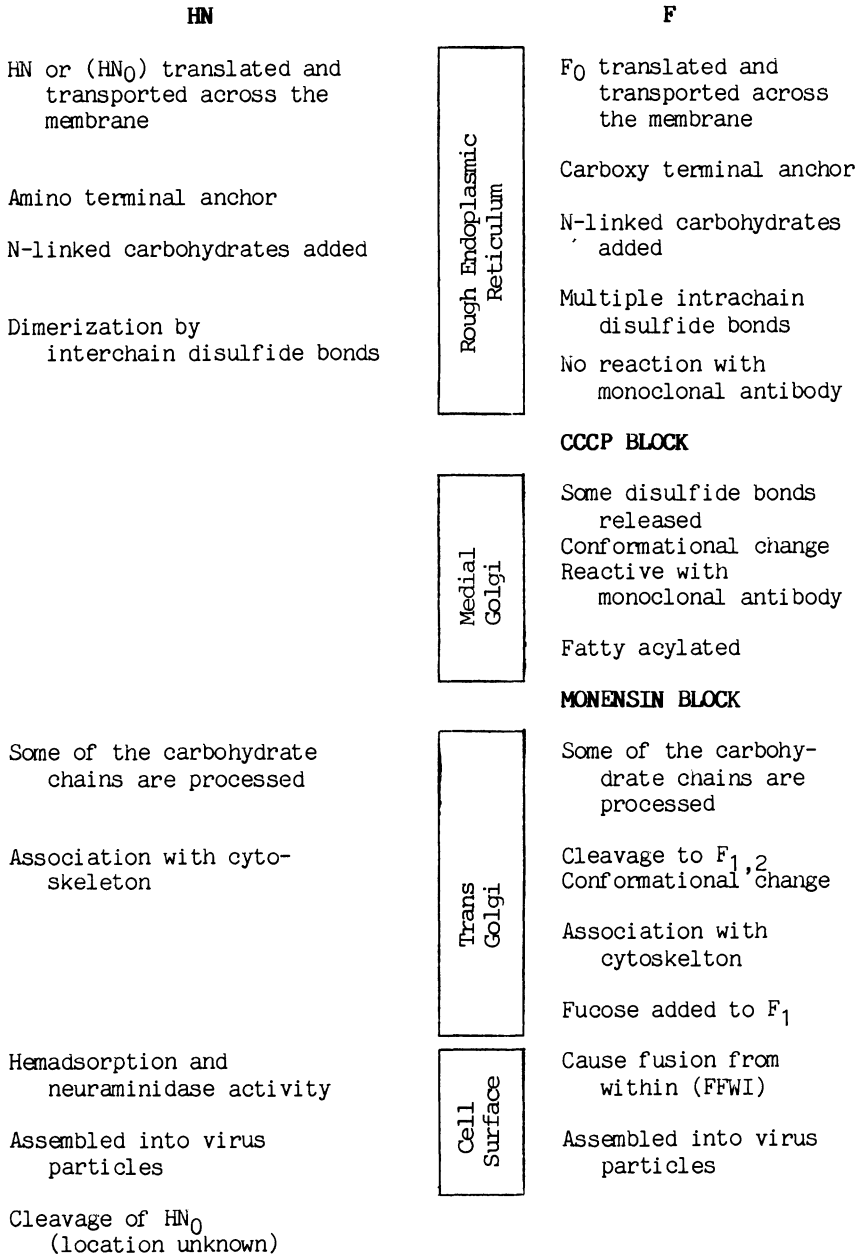 HN
HN or (HN0) translated and
transported across the
membrane
Amino terminal anchor
N-linked carbohydrates added
Dimerization by
interchain disulfide bonds
Some of the carbohydrate
chains are processed
Association with cyto-
skeleton
Hemadsorption and
neuraminidase activity
Assembled into virus
particles
Cleavage of HN0
(location unknown)
Rough Endoplasmic
Reticulum
Medial
Golgi
Trans
Golgi
Cell
Surface
F
F0 translated and
transported across
the membrane
Carboxy terminal anchor
N-linked carbohydrates
added
Multiple intrachain
disulfide bonds
No reaction with
monoclonal antibody
CCCP BLOCK
Some disulfide bonds
released
Conformational change
Reactive with
monoclonal antibody
Fatty acylated
MONENSIN BLOCK
Some of the carbohy-
drate chains are
processed
Cleavage to F1,2
Conformational change
Association with
cytoskelton
Fucose added to F1
Cause fusion from
within (FFWI)
Assembled into virus
particles